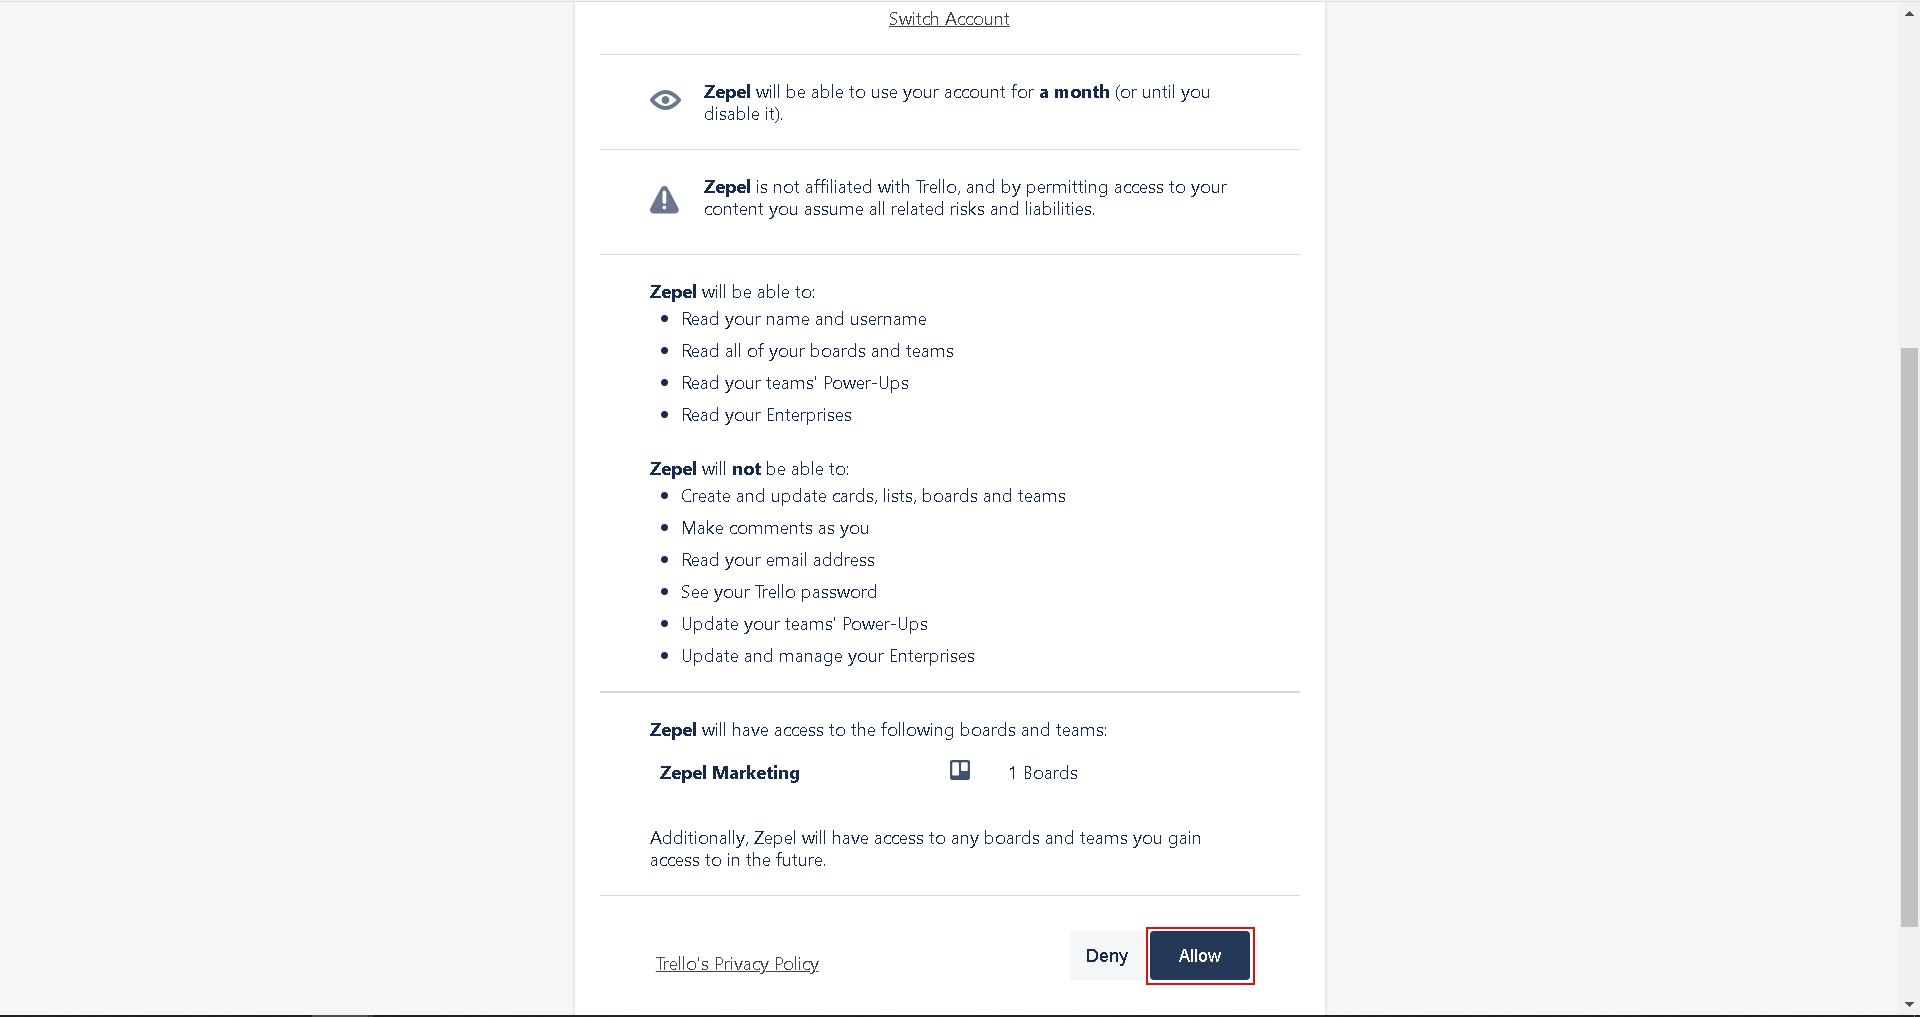 Switch Account
Zepel will be able to use your account for a month (or until you
disable it).
Zepel is not affiliated with Trello, and by permitting access to your
content you assume all related risks and liabilities.
Zepel will be able to:
Read your name and username
Read all of your boards and teams
Read your teams' Power-Ups
Read your Enterprises
Zepel will not be able to:
Create and update cards, lists, boards and teams
Make comments as you
Read your email address
See your Trello password
Update your teams' Power-Ups
Update and manage your Enterprises
Zepel will have access to the following boards and teams:
Zepel Marketing 1 Boards
Additionally, Zepel will have access to any boards and teams you gain
access to in the future.
Trello's Privacy Policy Deny Allow